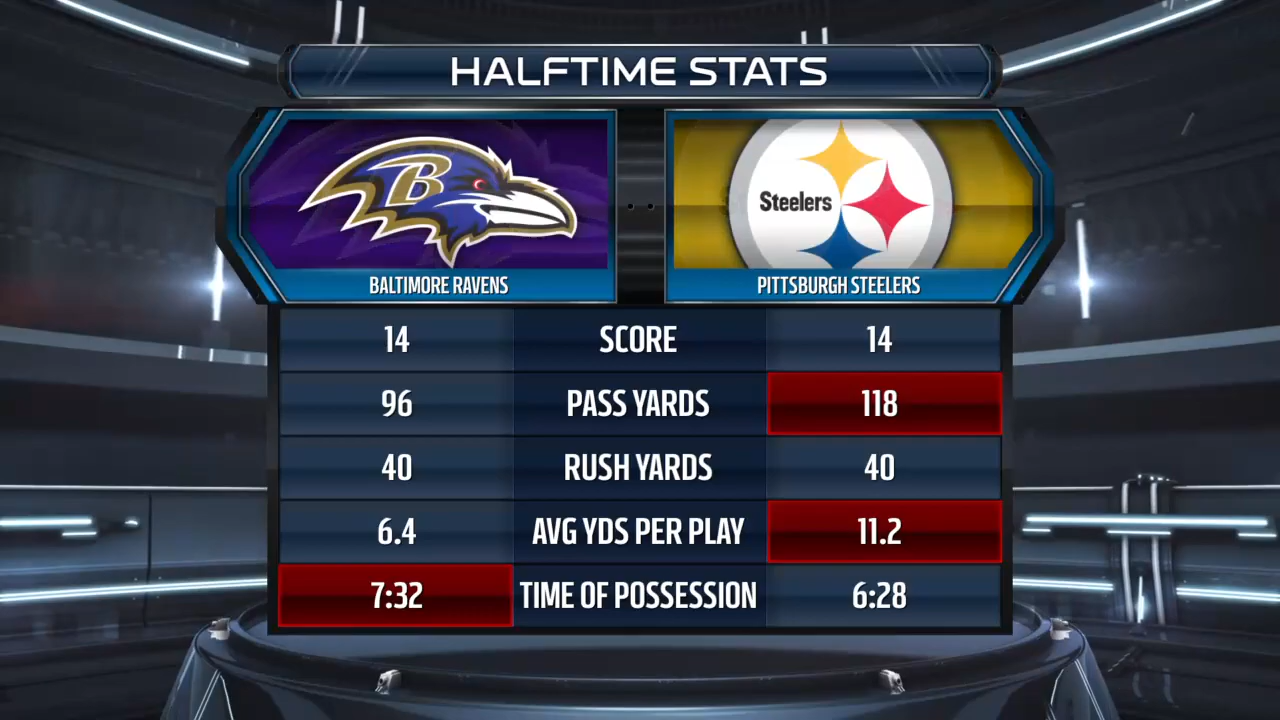 HALFTIME STATS
B
Steelers
BALTIMORE RAVENS
PITTSBURGH STEELERS
14 SCORE 14
96 PASS YARDS 118
40 RUSH YARDS 40
6.4 AVG YDS PER PLAY 11.2
7:32 TIME OF POSSESSION 6:28